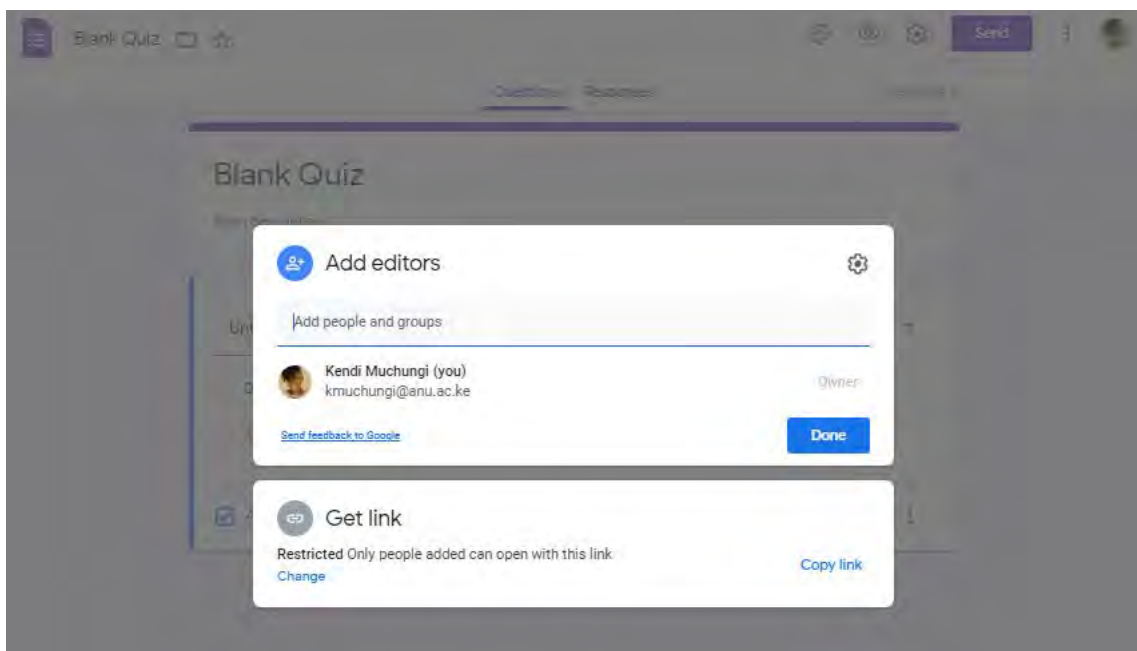 Blank Quiz
Send
Questions Responses
Blank Quiz
Add editors
Add people and groups
Kendi Muchungi (you)
Owner
kmuchungi@anu.ac.ke
Send feedback to Google
Done
Get link
Restricted Only people added can open with this link
Copy link
Change